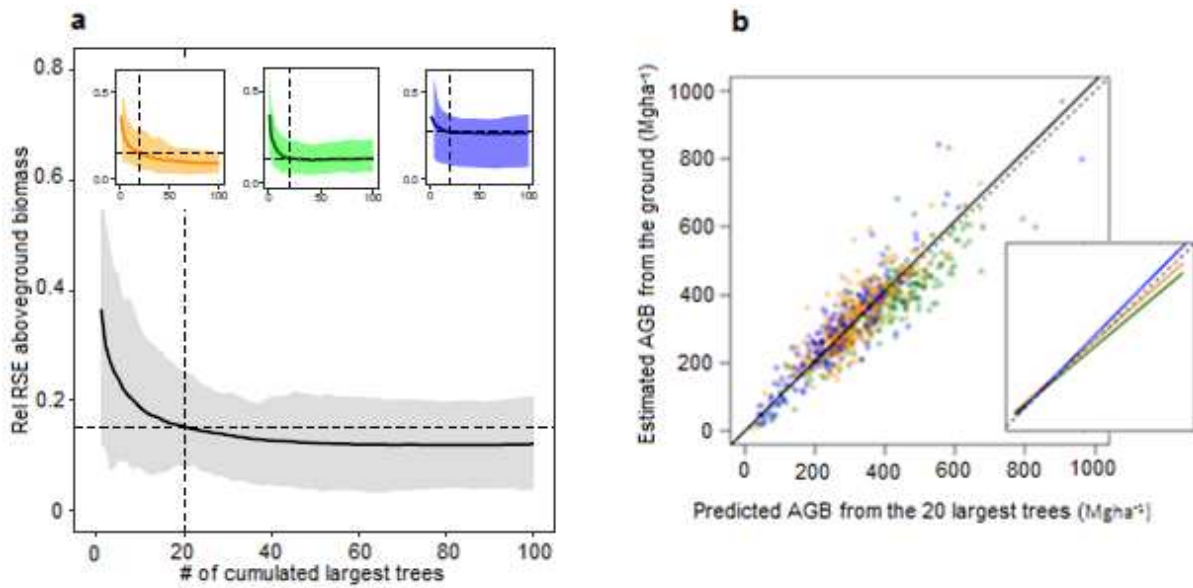 a
b
Rel RSE aboveground biomass
0.8
0.6
0.4
0.2
0
0.5
0.0
0 50 100
0.5
0.0
0 50 100
0.5
0.0
0 50 100
0 20 40 60 80 100
# of cumulated largest trees
Estimated AGB from the ground (Mgha⁻¹)
1000
800
600
400
200
0
0 200 400 600 800 1000
Predicted AGB from the 20 largest trees (Mgha⁻¹)